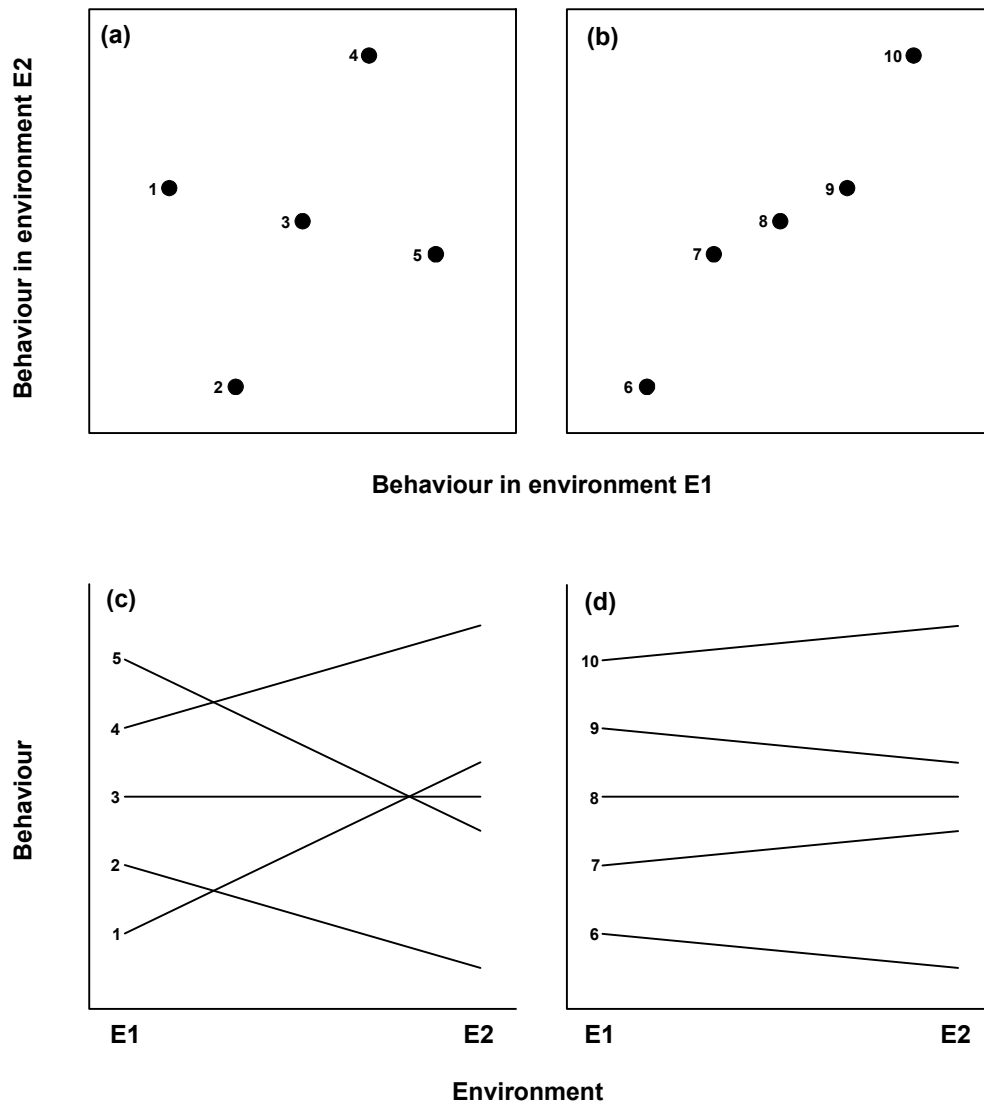 (a)
(b)
Behaviour in environment E2
4
10
1
9
3
8
5
7
2
6
Behaviour in environment E1
(c)
(d)
Behaviour
5
4
3
2
1
10
9
8
7
6
E1
E2
E1
E2
Environment